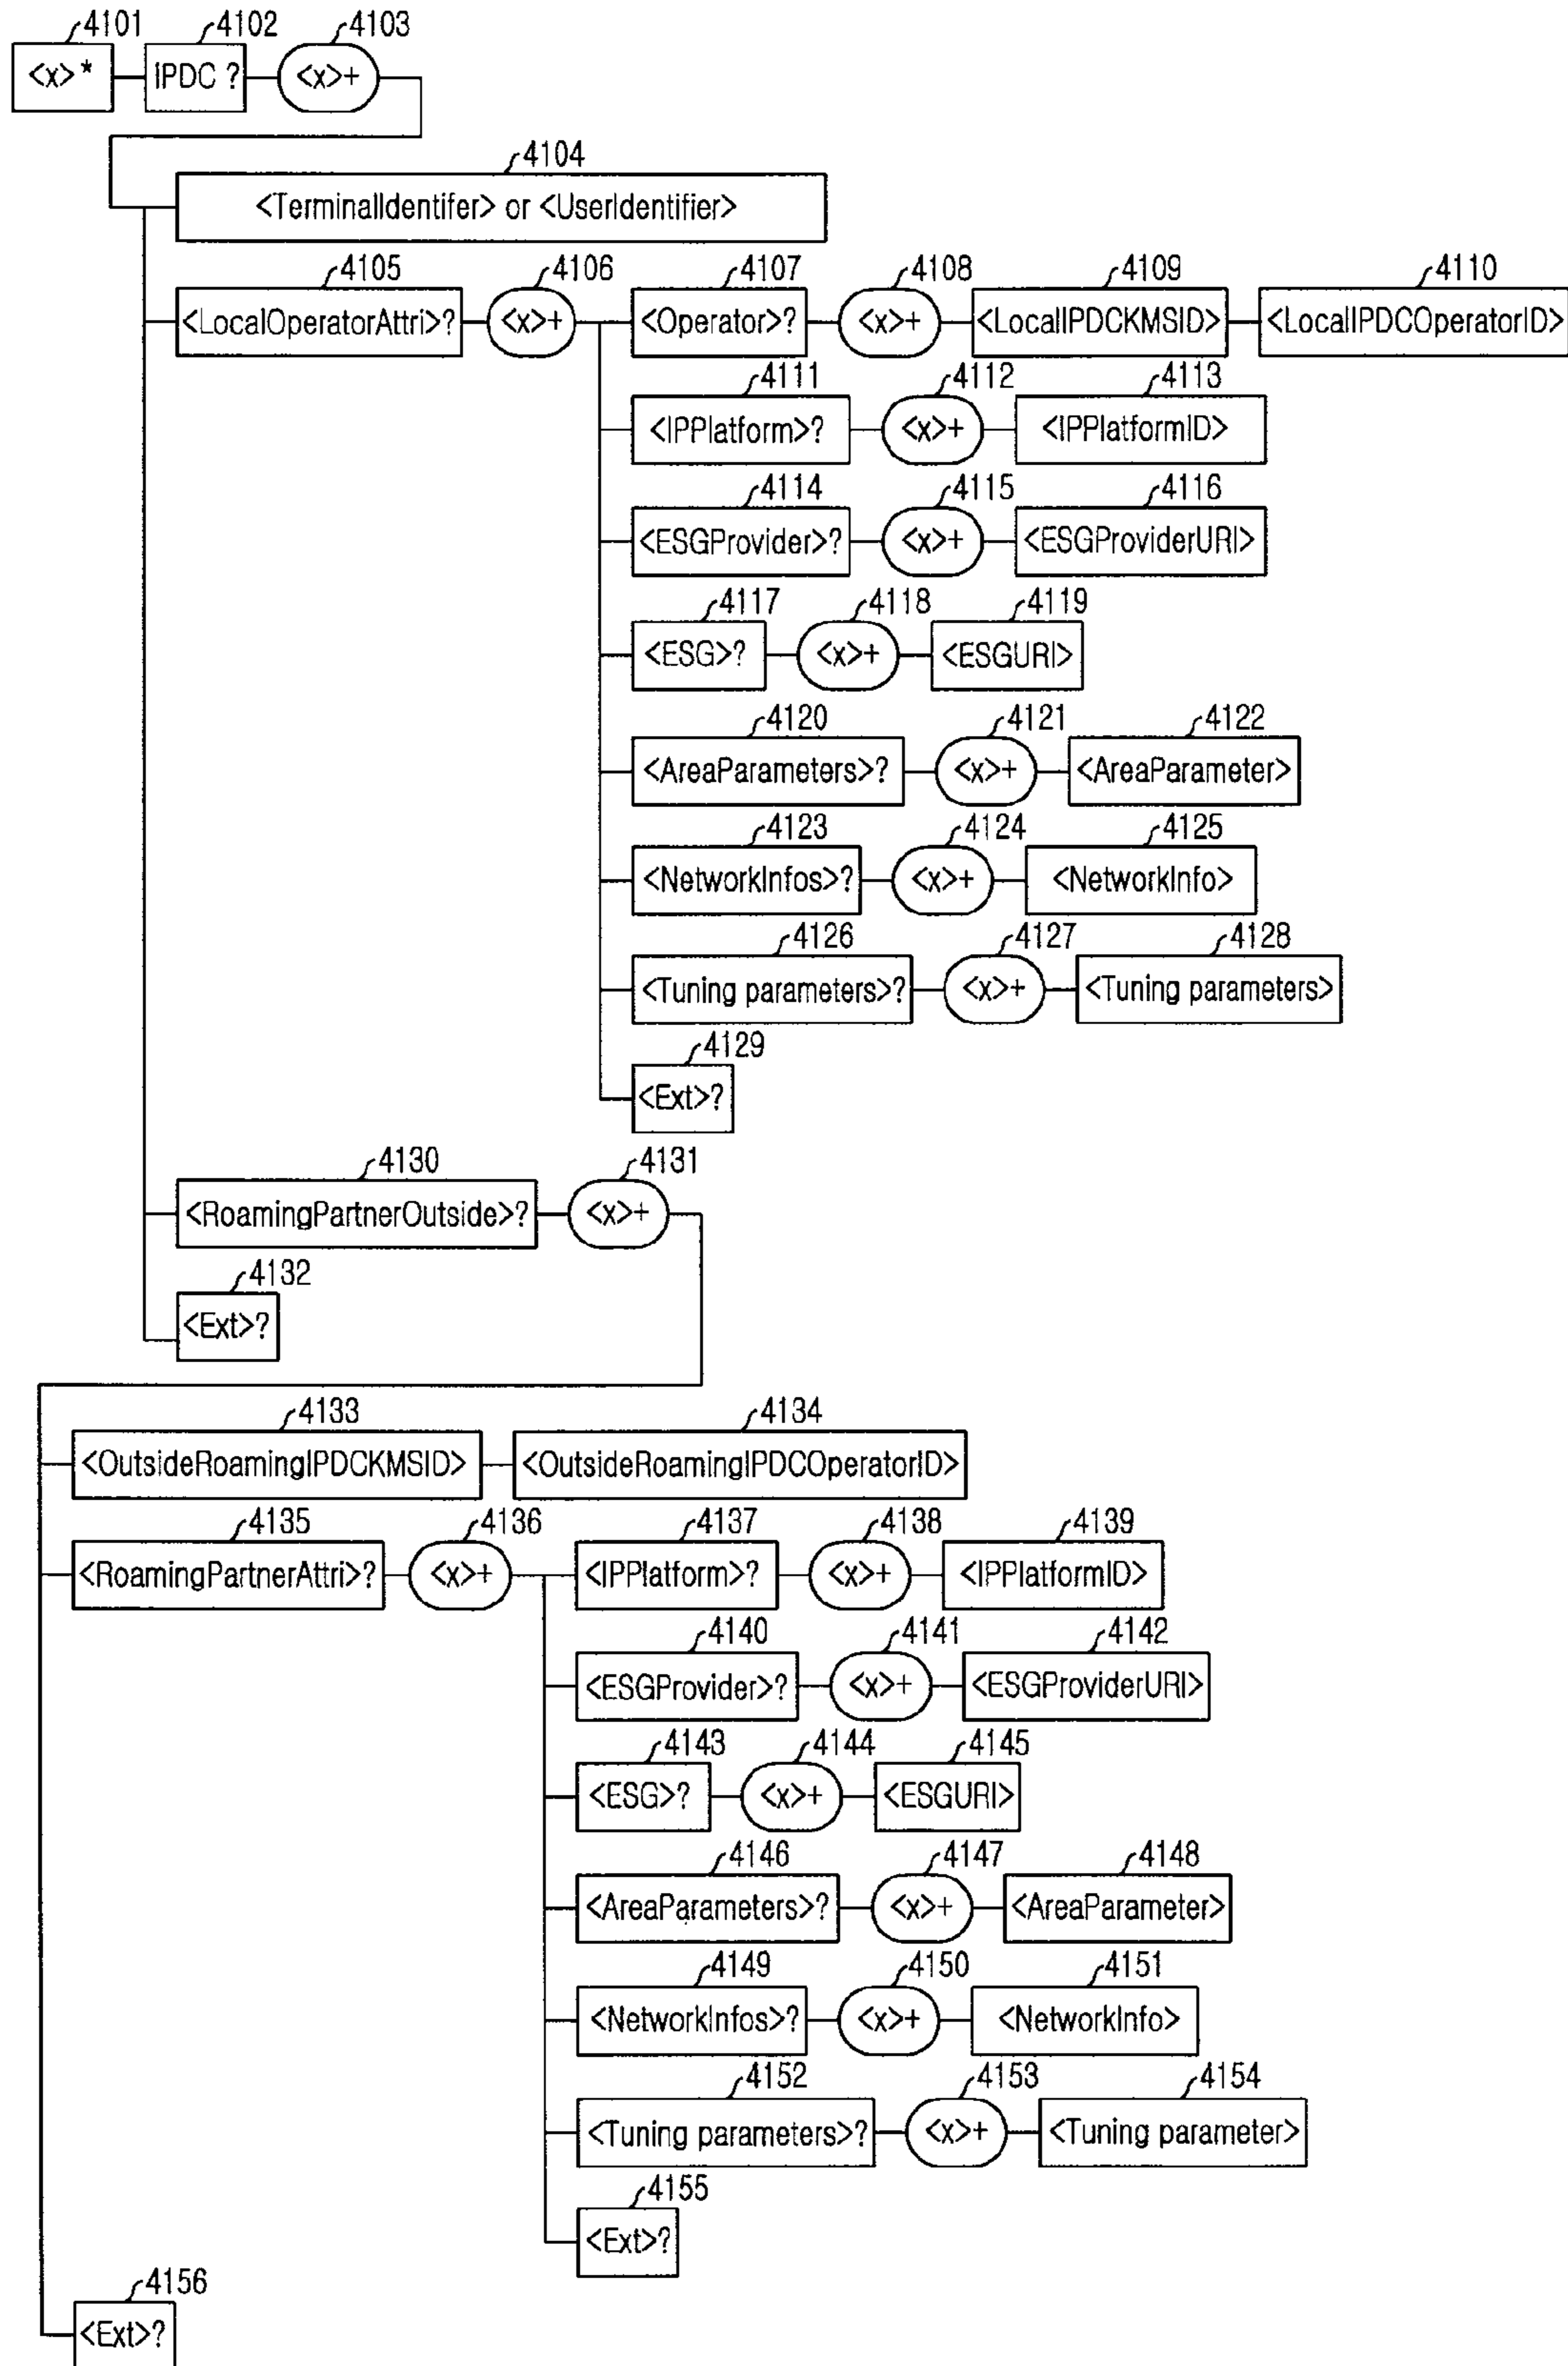 4101 4102 4103
<x>* IPDC ? <x>+
4104
<TerminalIdentifer> or <UserIdentifier>
4105 4106 4107 4108 4109 4110
<LocalOperatorAttri>? <x>+ <Operator>? <x>+ <LocalIPDCKMSID> <LocalIPDCOperatorID>
4111 4112 4113
<IPPlatform>? <x>+ <IPPlatformID>
4114 4115 4116
<ESGProvider>? <x>+ <ESGProviderURI>
4117 4118 4119
<ESG>? <x>+ <ESGURI>
4120 4121 4122
<AreaParameters>? <x>+ <AreaParameter>
4123 4124 4125
<NetworkInfos>? <x>+ <NetworkInfo>
4126 4127 4128
<Tuning parameters>? <x>+ <Tuning parameters>
4129
<Ext>?
4130 4131
<RoamingPartnerOutside>? <x>+
4132
<Ext>?
4133 4134
<OutsideRoamingIPDCKMSID> <OutsideRoamingIPDCOperatorID>
4135 4136 4137 4138 4139
<RoamingPartnerAttri>? <x>+ <IPPlatform>? <x>+ <IPPlatformID>
4140 4141 4142
<ESGProvider>? <x>+ <ESGProviderURI>
4143 4144 4145
<ESG>? <x>+ <ESGURI>
4146 4147 4148
<AreaParameters>? <x>+ <AreaParameter>
4149 4150 4151
<NetworkInfos>? <x>+ <NetworkInfo>
4152 4153 4154
<Tuning parameters>? <x>+ <Tuning parameter>
4155
<Ext>?
4156
<Ext>?